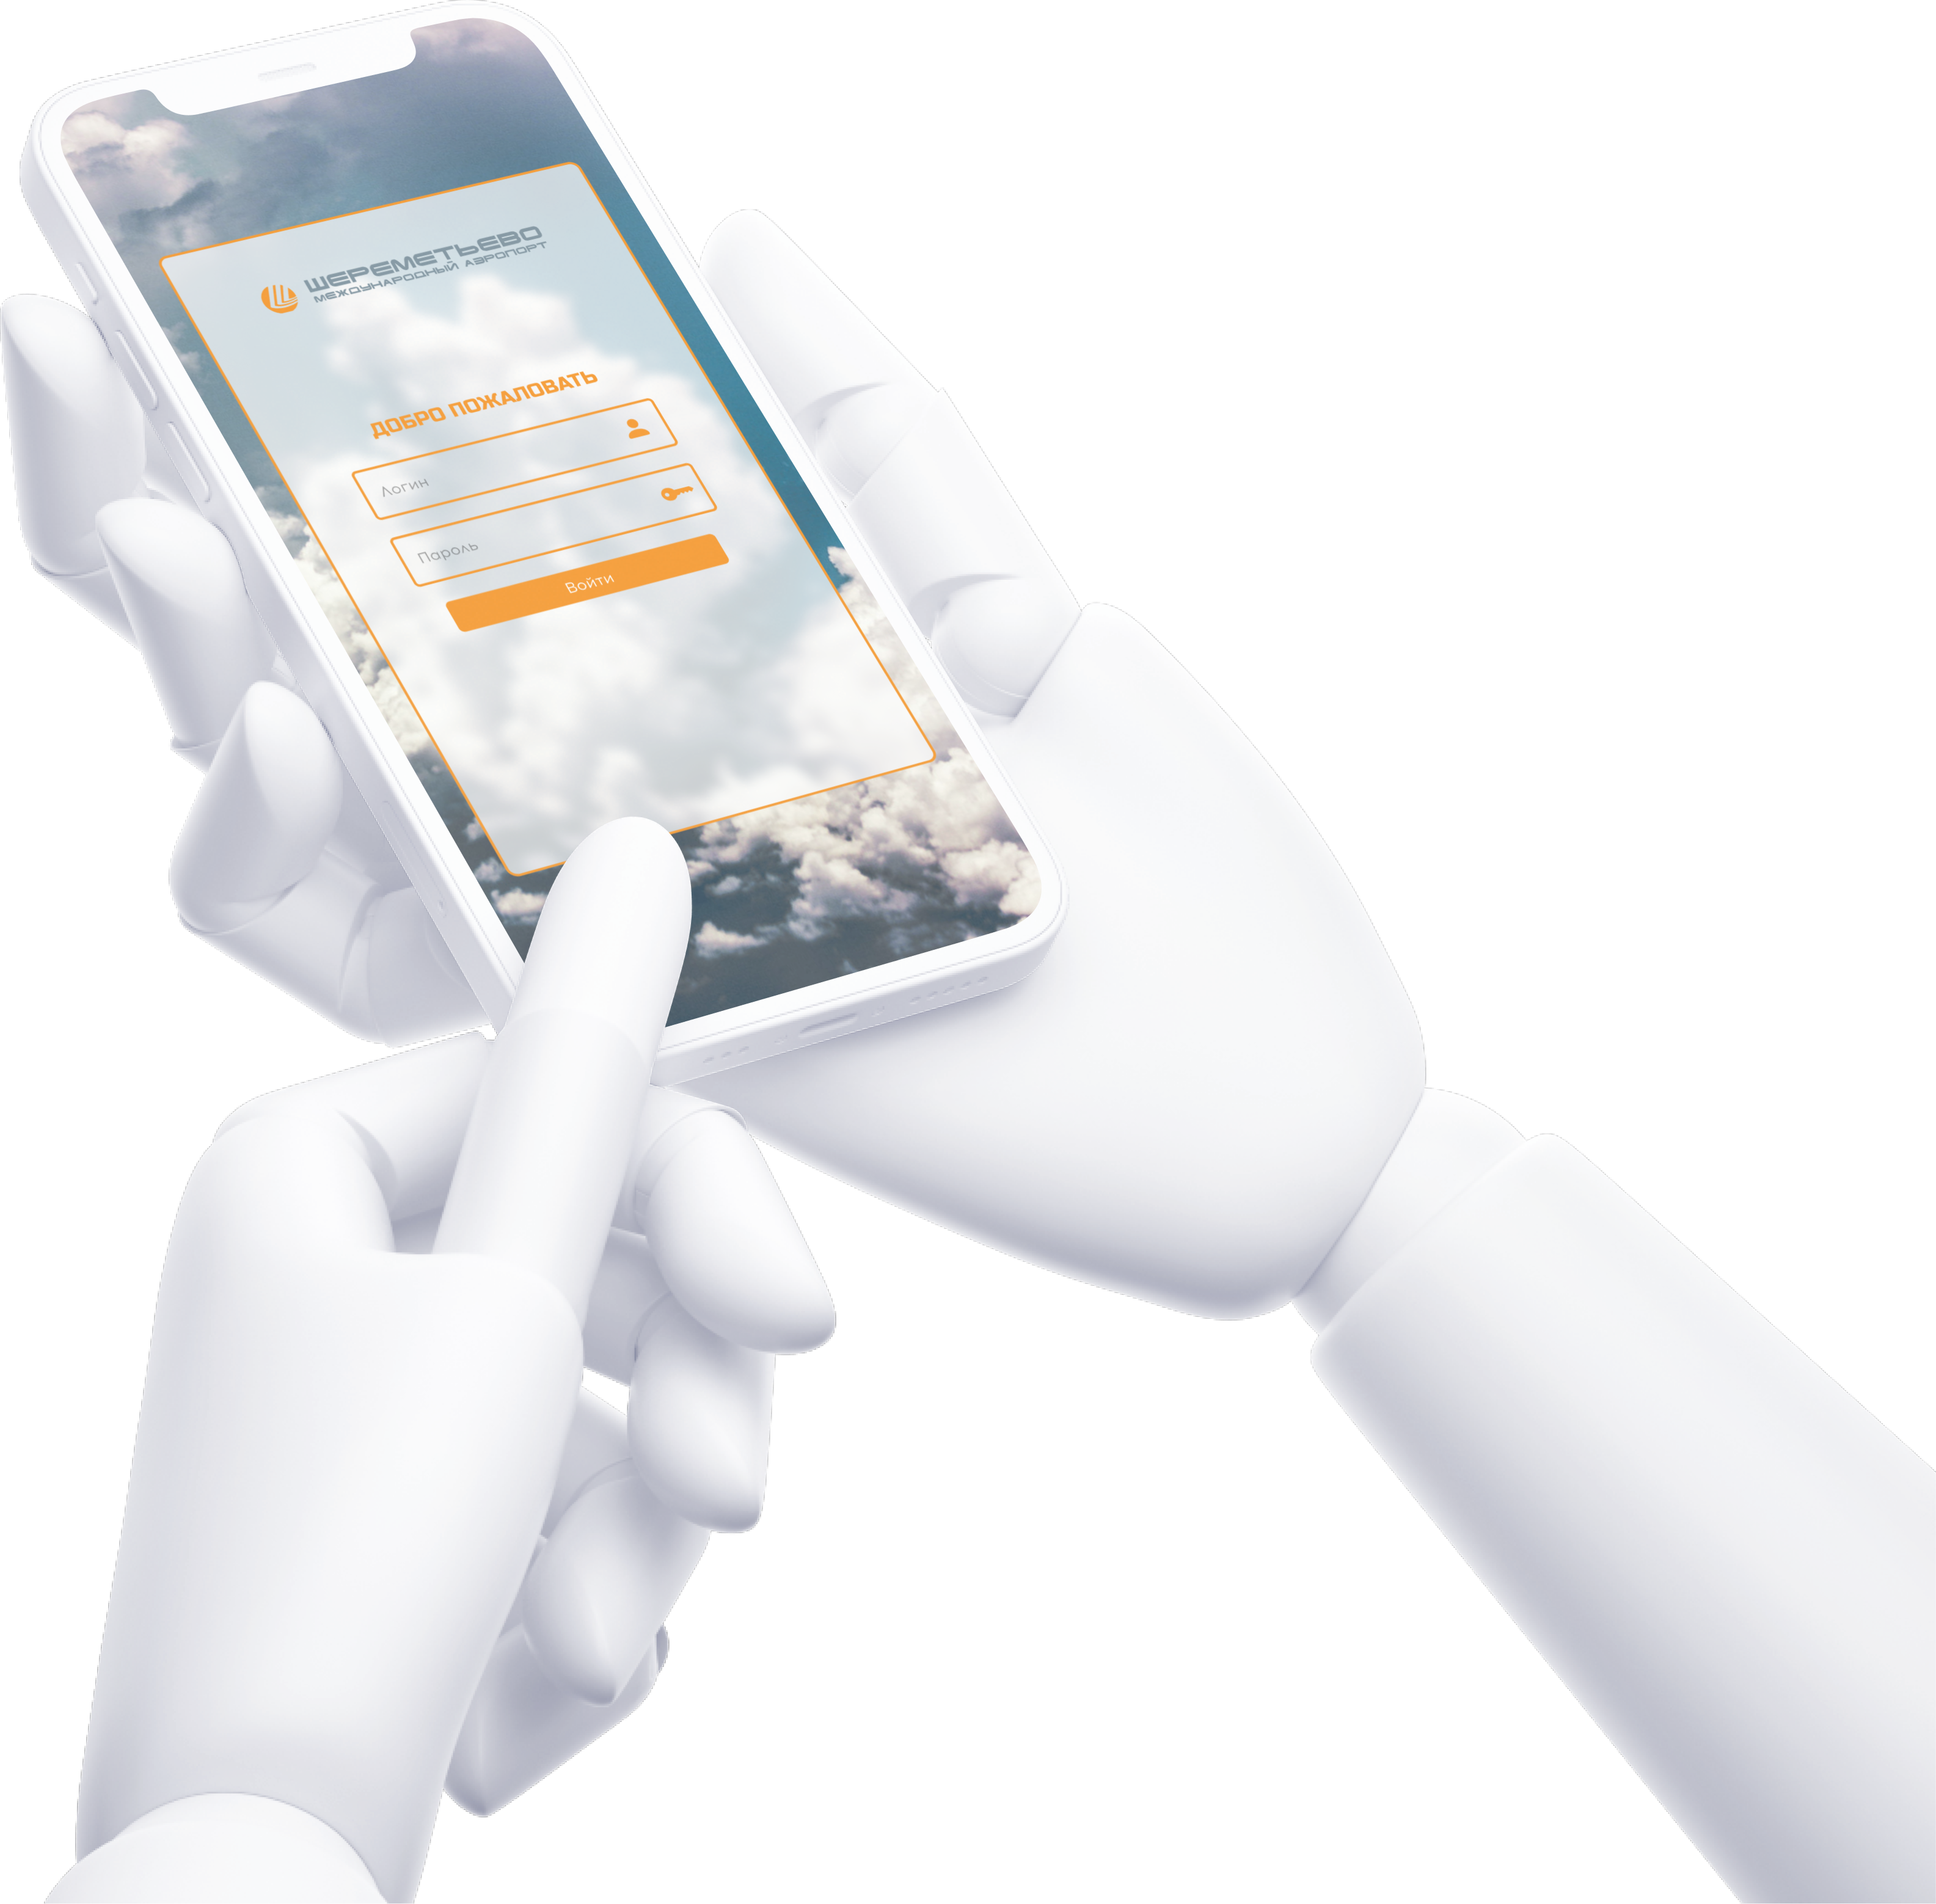 ШЕРЕМЕТЬЕВО
МЕЖДУНАРОДНЫЙ АЭРОПОРТ
ДОБРО ПОЖАЛОВАТЬ
Логин
Пароль
Войти